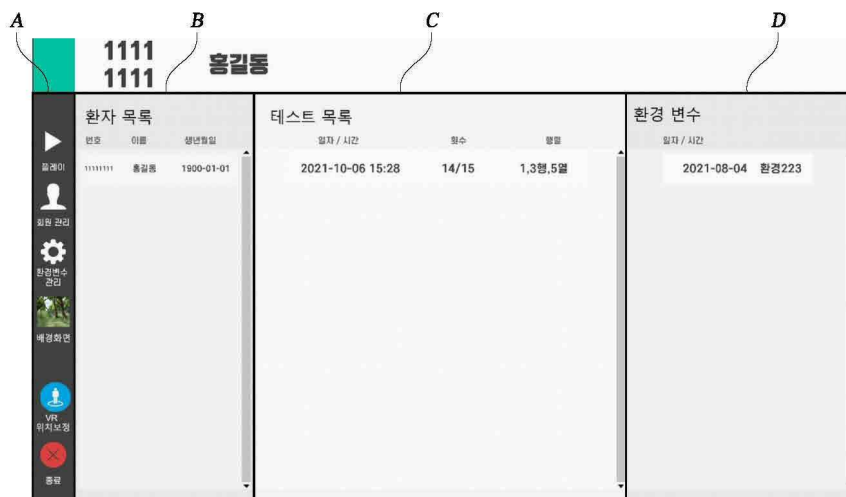 A
B
C
D
1111
1111
홍길동
플레이
회원 관리
환경변수
관리
배경화면
VR
위치보정
종료
환자 목록
번호 이름 생년월일
11111111 홍길동 1900-01-01
테스트 목록
일자 / 시간 회수 행렬
2021-10-06 15:28 14/15 1,3행,5열
환경 변수
일자 / 시간
2021-08-04 환경223